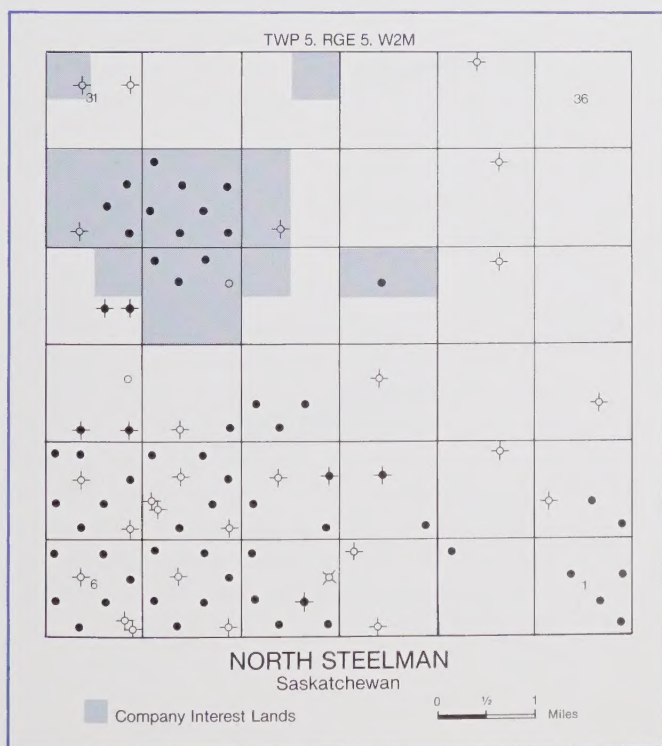 TWP 5. RGE 5. W2M
31
36
6
1
NORTH STEELMAN
Saskatchewan
Company Interest Lands
0 ½ 1
Miles